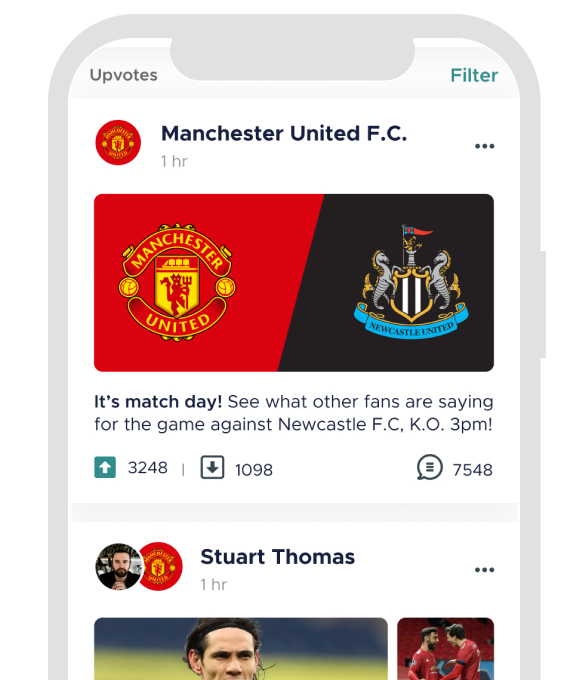 Upvotes
Filter
Manchester United F.C.
1 hr
MANCHESTER
UNITED
NEWCASTLE UNITED
It's match day! See what other fans are saying
for the game against Newcastle F.C, K.O. 3pm!
3248 | 1098
7548
Stuart Thomas
1 hr